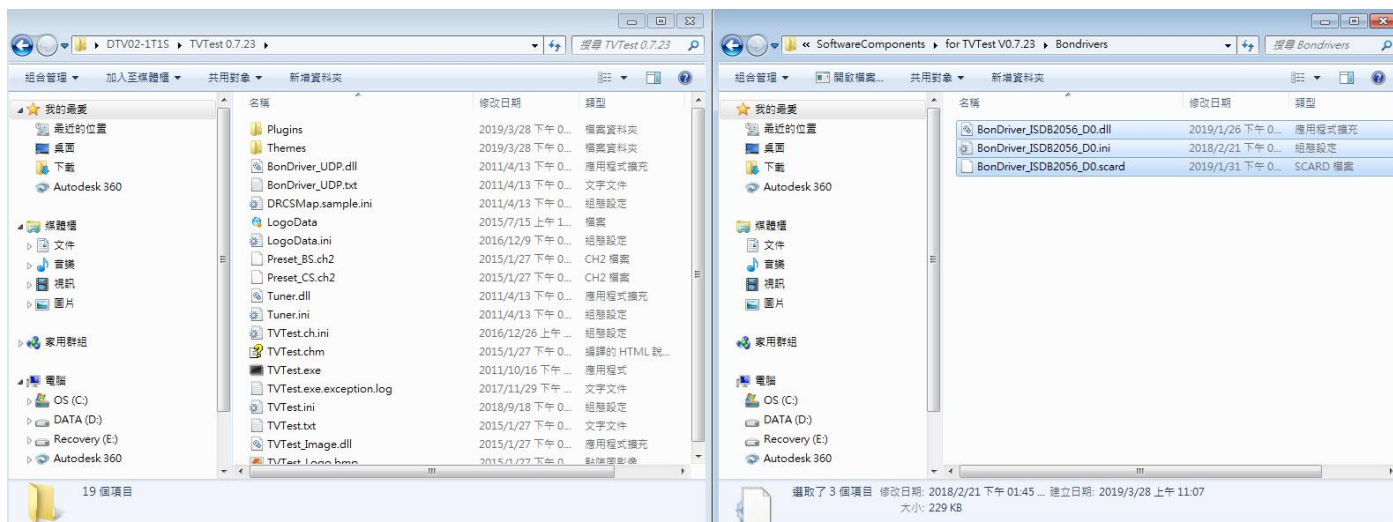 DTV02-1T1S ▸ TVTest 0.7.23 ▸
搜尋 TVTest 0.7.23
組合管理 加入至媒體櫃 共用對象 新增資料夾
我的最愛
最近的位置
桌面
下載
Autodesk 360
媒體櫃
文件
音樂
視訊
圖片
家用群組
電腦
OS (C:)
DATA (D:)
Recovery (E:)
Autodesk 360
名稱 修改日期 類型
Plugins 2019/3/28 下午 0... 檔案資料夾
Themes 2019/3/28 下午 0... 檔案資料夾
BonDriver_UDP.dll 2011/4/13 下午 0... 應用程式擴充
BonDriver_UDP.txt 2011/4/13 下午 0... 文字文件
DRCSMap.sample.ini 2011/4/13 下午 0... 組態設定
LogoData 2015/7/15 上午 1... 檔案
LogoData.ini 2016/12/9 下午 0... 組態設定
Preset_BS.ch2 2015/1/27 下午 0... CH2 檔案
Preset_CS.ch2 2015/1/27 下午 0... CH2 檔案
Tuner.dll 2011/4/13 下午 0... 應用程式擴充
Tuner.ini 2011/4/13 下午 0... 組態設定
TVTest.ch.ini 2016/12/26 上午 ... 組態設定
TVTest.chm 2015/1/27 下午 0... 編譯的 HTML 說...
TVTest.exe 2011/10/16 下午 ... 應用程式
TVTest.exe.exception.log 2017/11/29 下午 ... 文字文件
TVTest.ini 2018/9/18 下午 0... 組態設定
TVTest.txt 2015/1/27 下午 0... 文字文件
TVTest_Image.dll 2015/1/27 下午 0... 應用程式擴充
TVTest_Logo.bmp 2015/1/27 下午 0... 點陣圖影像
19 個項目
« SoftwareComponents ▸ for TVTest V0.7.23 ▸ Bondrivers
搜尋 Bondrivers
組合管理 開啟檔案... 共用對象 新增資料夾
我的最愛
最近的位置
桌面
下載
Autodesk 360
媒體櫃
文件
音樂
視訊
圖片
家用群組
電腦
OS (C:)
DATA (D:)
Recovery (E:)
Autodesk 360
名稱 修改日期 類型
BonDriver_ISDB2056_D0.dll 2019/1/26 下午 0... 應用程式擴充
BonDriver_ISDB2056_D0.ini 2018/2/21 下午 0... 組態設定
BonDriver_ISDB2056_D0.scard 2019/1/31 下午 0... SCARD 檔案
選取了 3 個項目 修改日期: 2018/2/21 下午 01:45 ... 建立日期: 2019/3/28 上午 11:07
大小: 229 KB